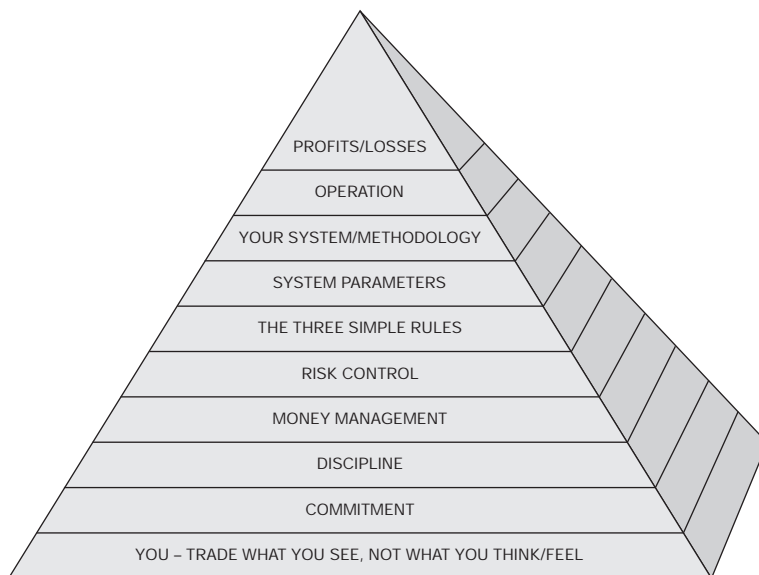 PROFITS/LOSSES
OPERATION
YOUR SYSTEM/METHODOLOGY
SYSTEM PARAMETERS
THE THREE SIMPLE RULES
RISK CONTROL
MONEY MANAGEMENT
DISCIPLINE
COMMITMENT
YOU – TRADE WHAT YOU SEE, NOT WHAT YOU THINK/FEEL